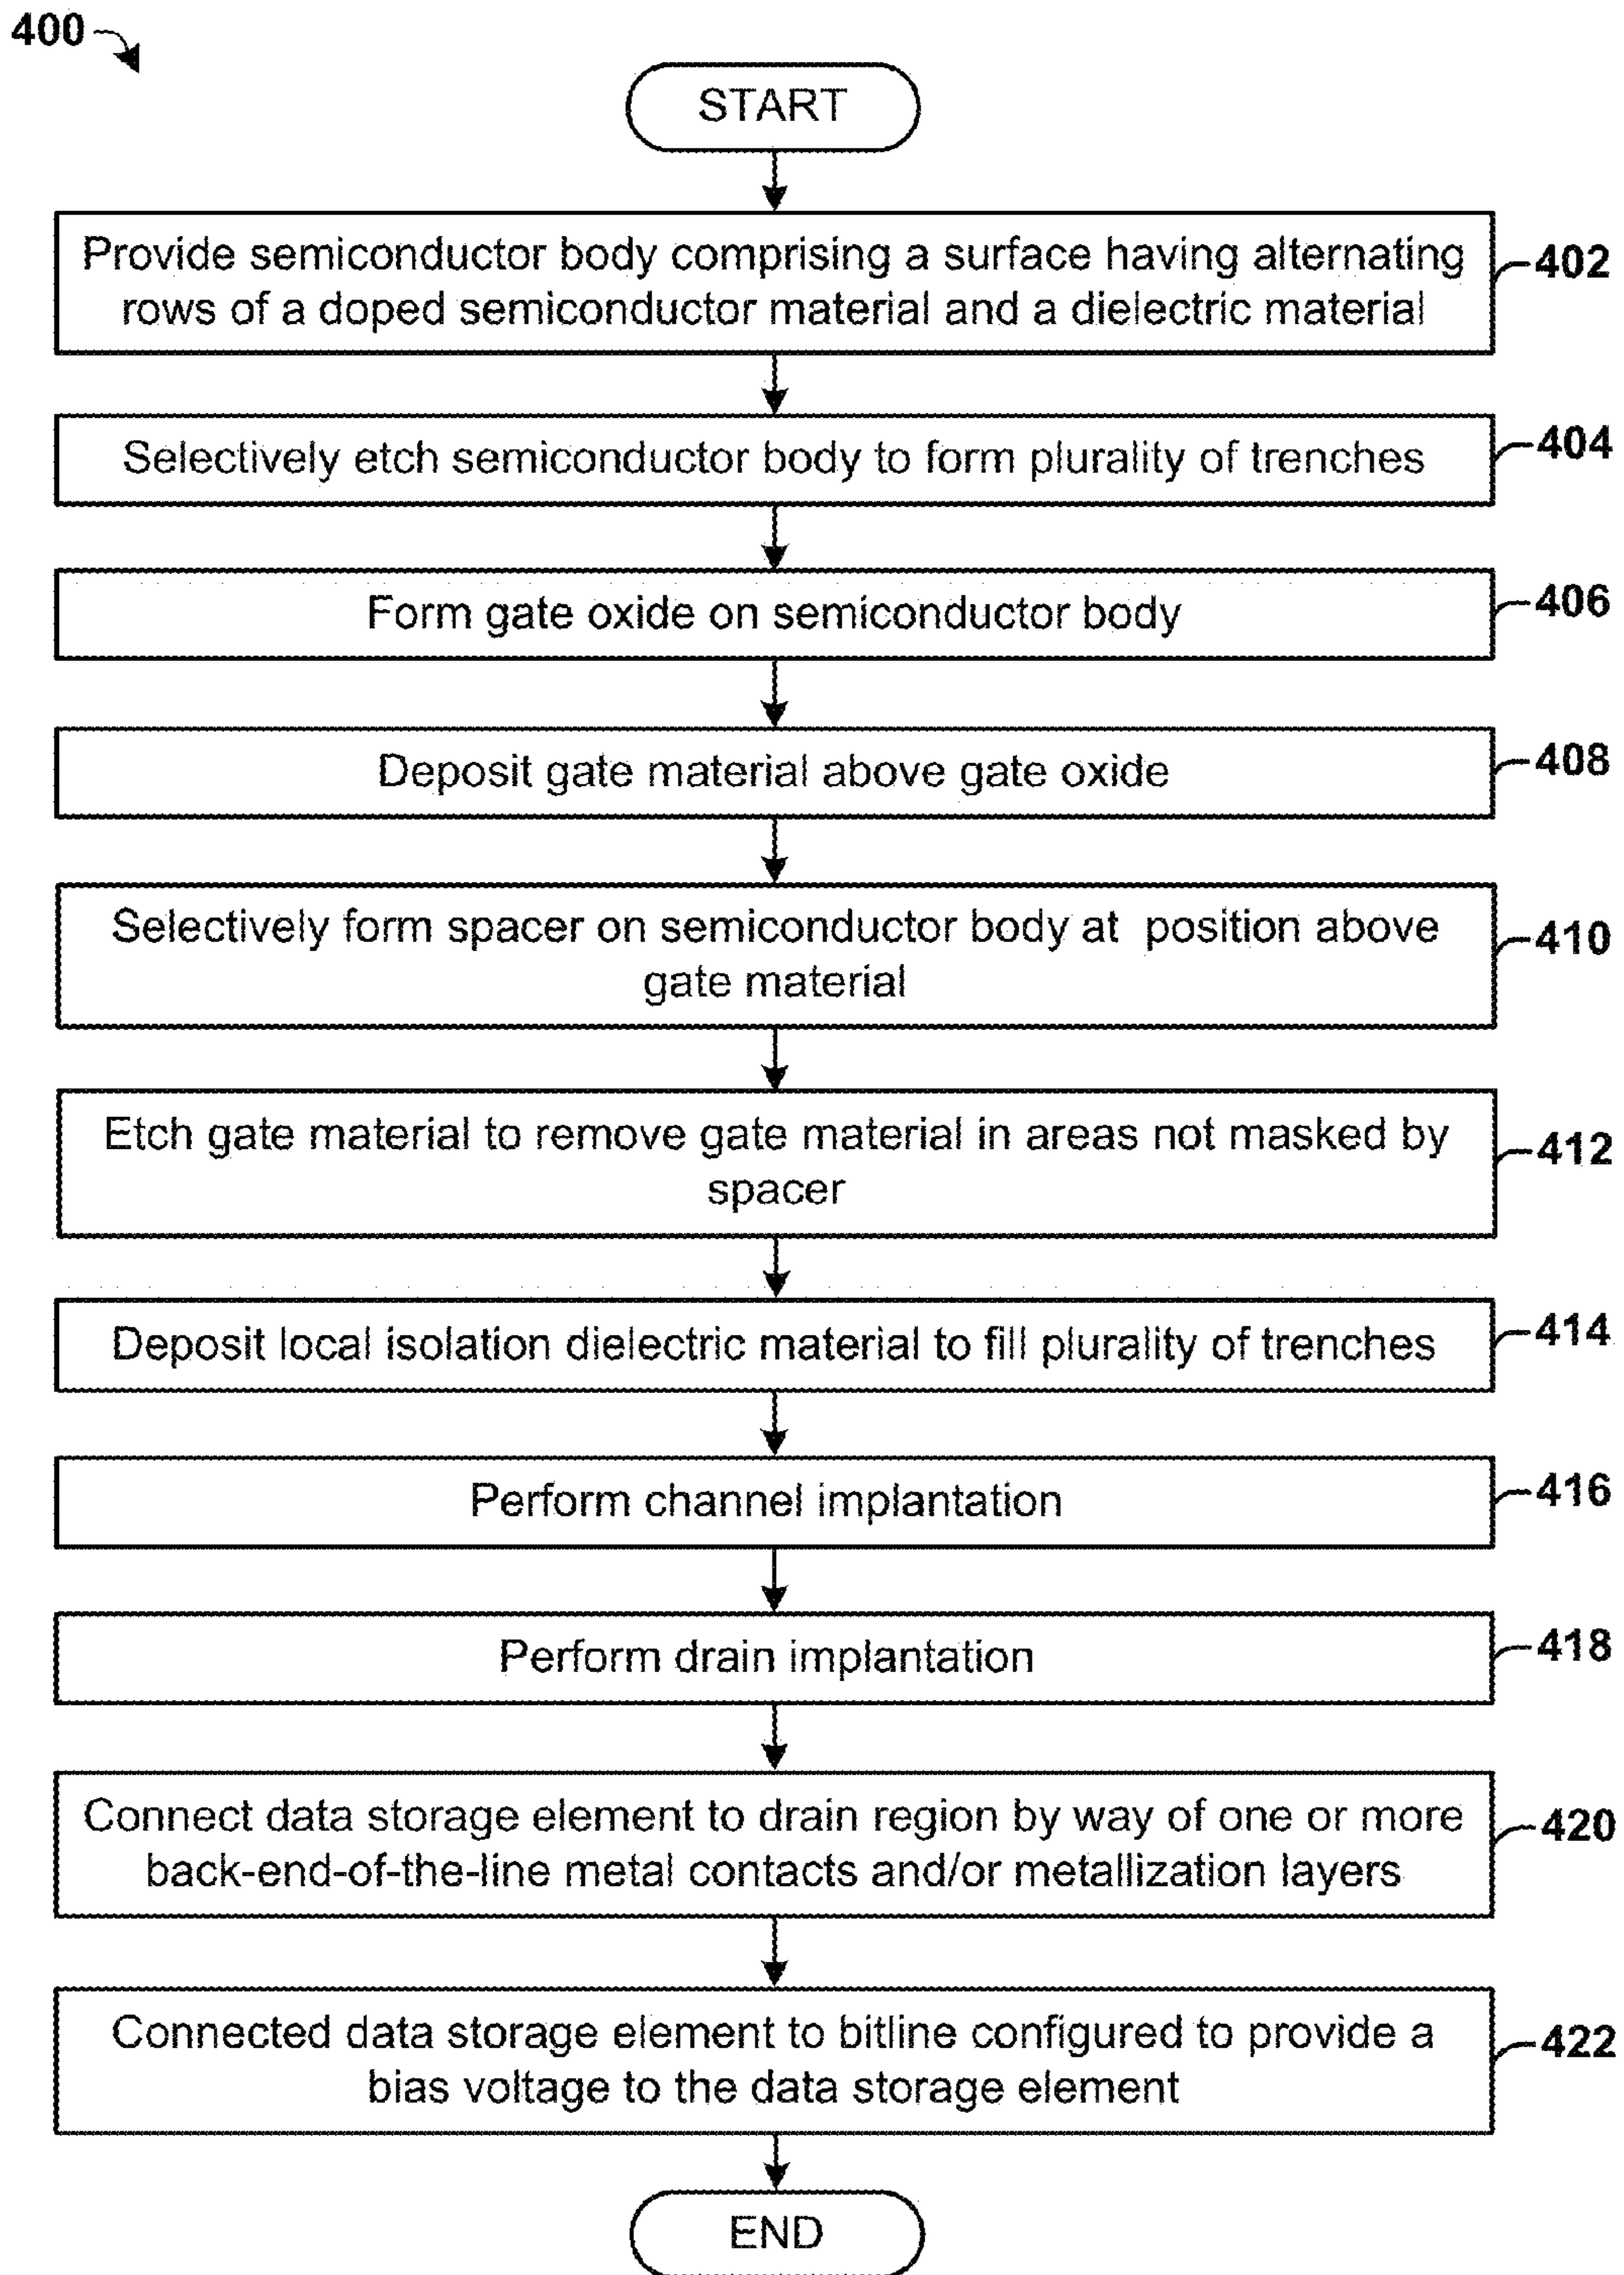 400
START
Provide semiconductor body comprising a surface having alternating
rows of a doped semiconductor material and a dielectric material
402
Selectively etch semiconductor body to form plurality of trenches
404
Form gate oxide on semiconductor body
406
Deposit gate material above gate oxide
408
Selectively form spacer on semiconductor body at position above
gate material
410
Etch gate material to remove gate material in areas not masked by
spacer
412
Deposit local isolation dielectric material to fill plurality of trenches
414
Perform channel implantation
416
Perform drain implantation
418
Connect data storage element to drain region by way of one or more
back-end-of-the-line metal contacts and/or metallization layers
420
Connected data storage element to bitline configured to provide a
bias voltage to the data storage element
422
END